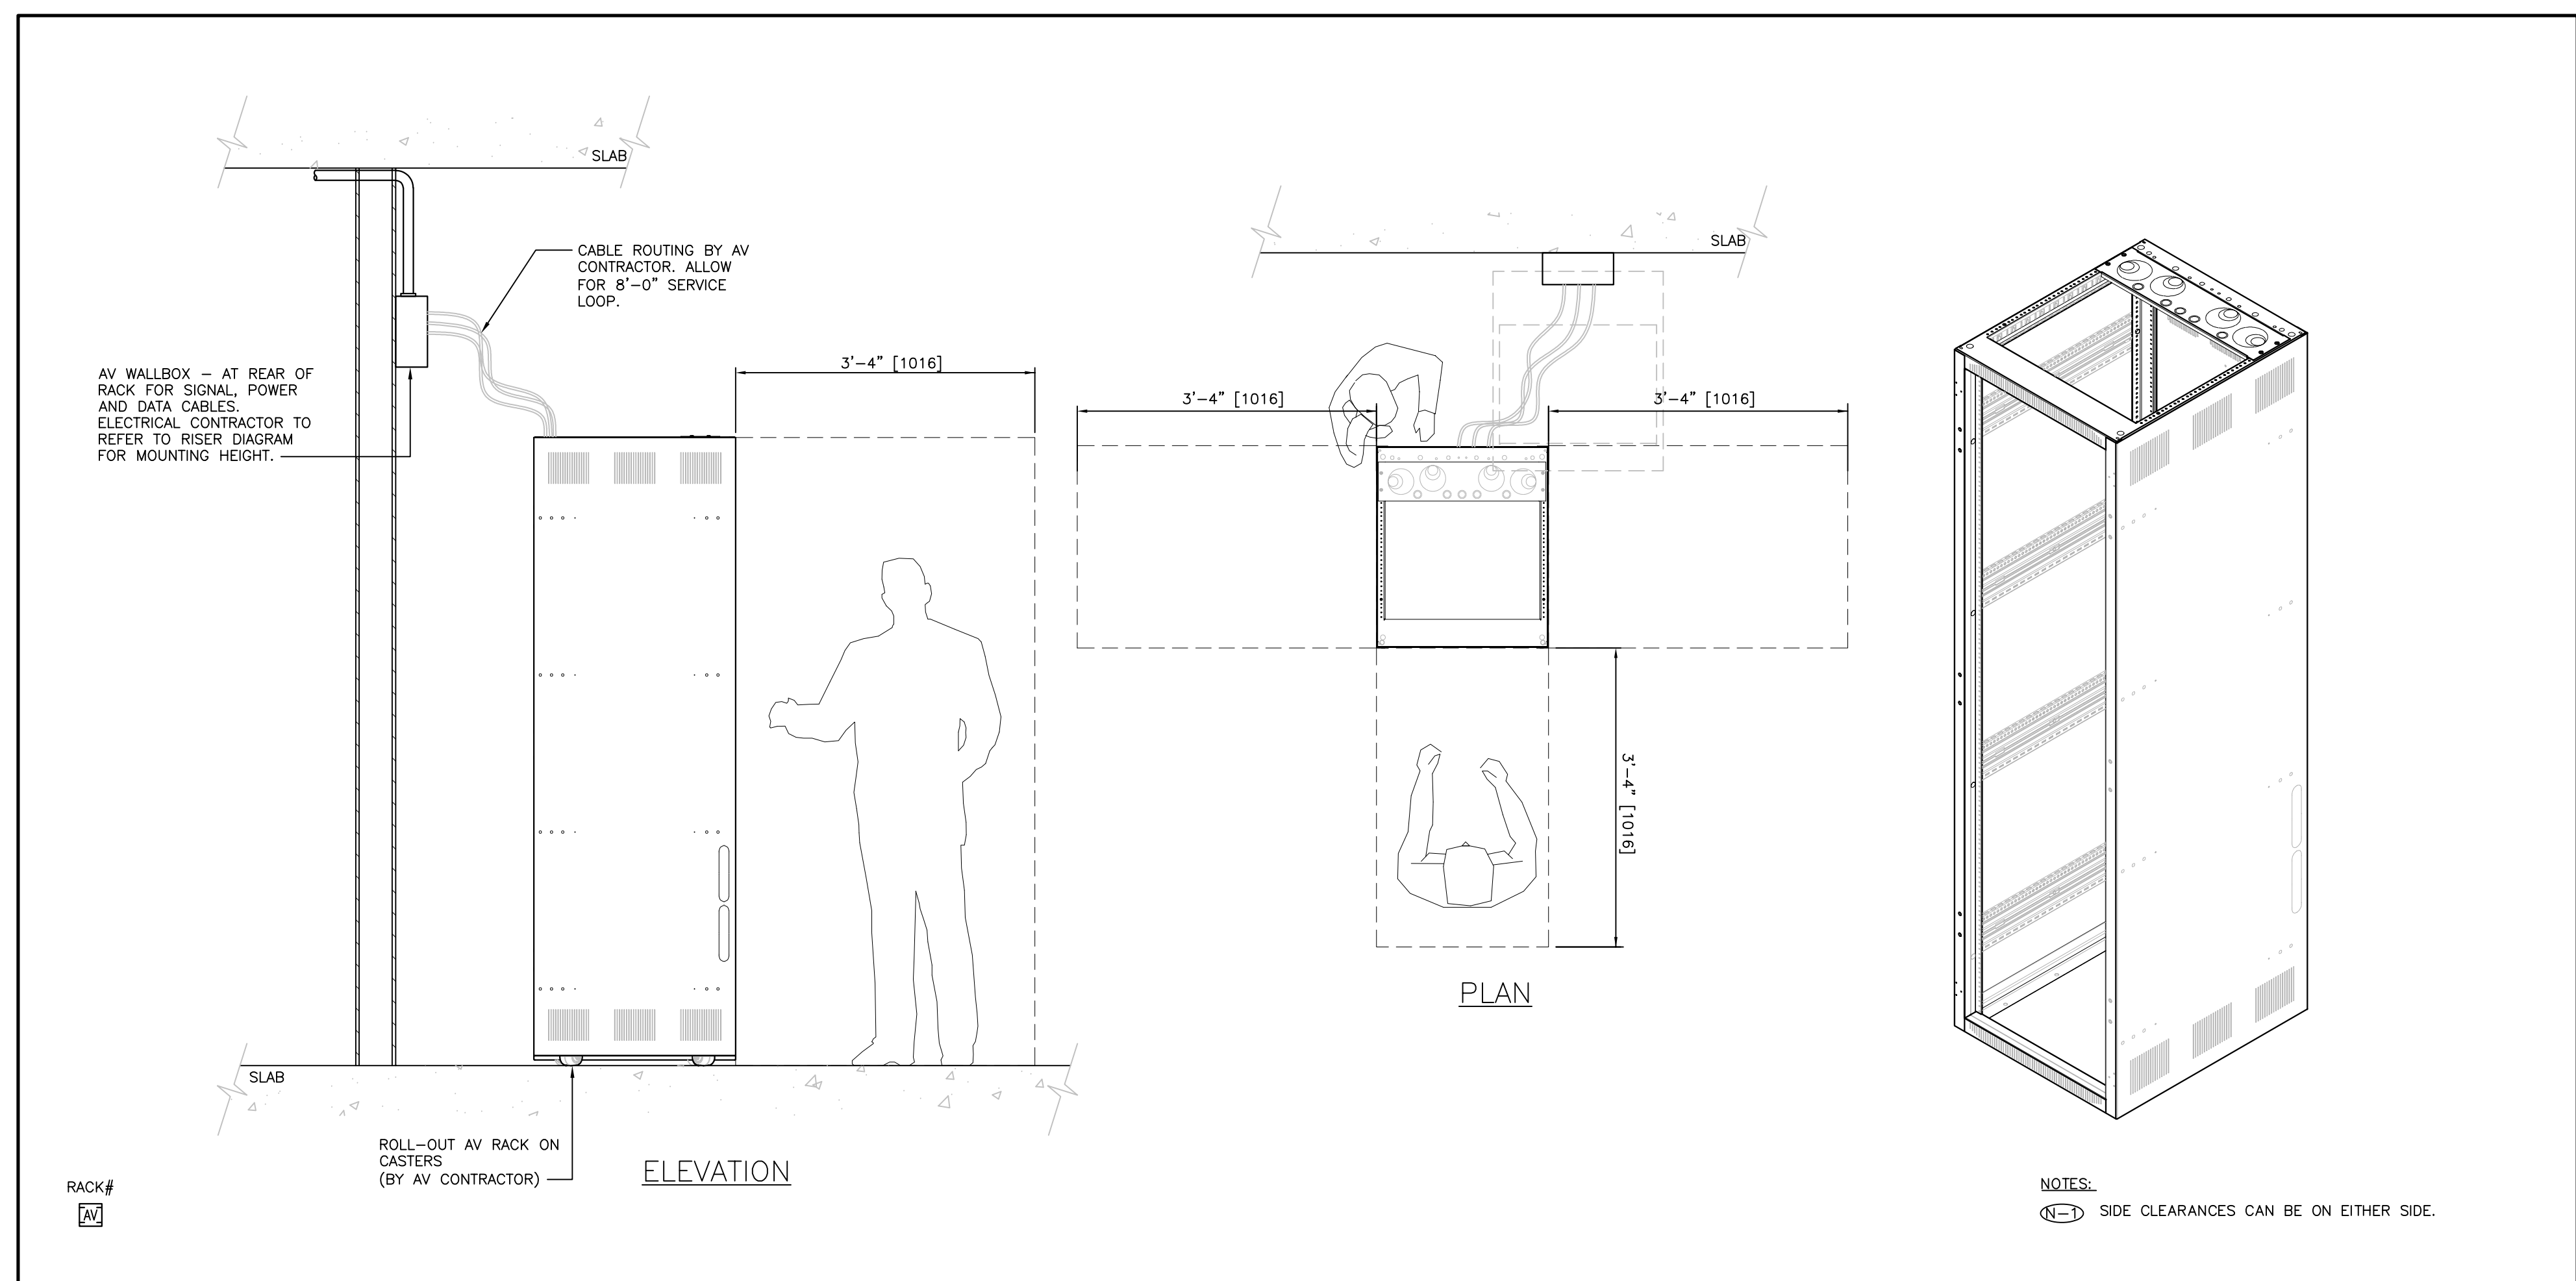 SLAB
CABLE ROUTING BY AV
CONTRACTOR. ALLOW
FOR 8'-0" SERVICE
LOOP.
AV WALLBOX – AT REAR OF
RACK FOR SIGNAL, POWER
AND DATA CABLES.
ELECTRICAL CONTRACTOR TO
REFER TO RISER DIAGRAM
FOR MOUNTING HEIGHT.
3'-4" [1016]
SLAB
ROLL-OUT AV RACK ON
CASTERS
(BY AV CONTRACTOR)
ELEVATION
RACK#
AV
SLAB
3'-4" [1016]
3'-4" [1016]
3'-4" [1016]
PLAN
NOTES:
N-1 SIDE CLEARANCES CAN BE ON EITHER SIDE.